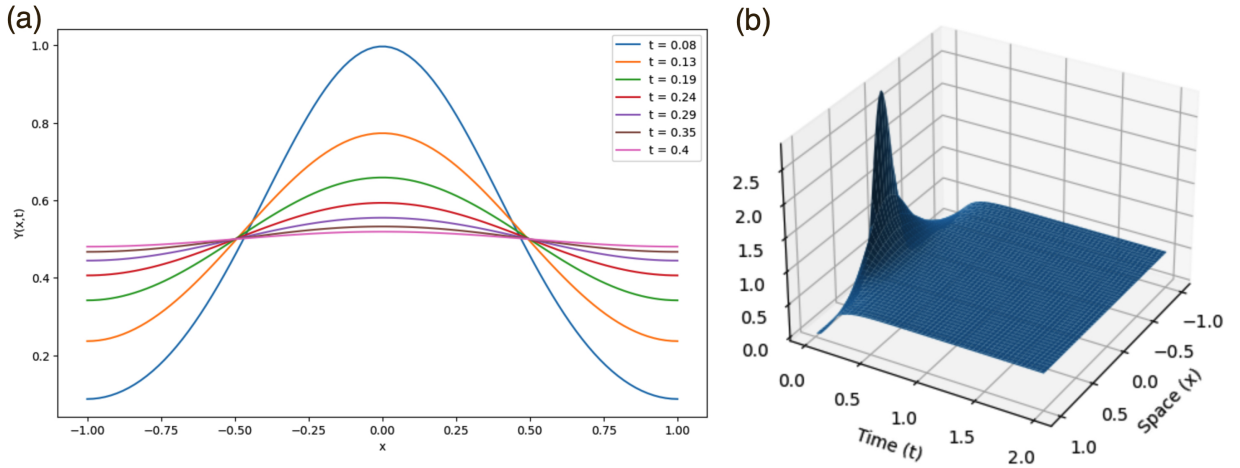 (a)
1.0
0.8
0.6
0.4
0.2
Y(x,t)
t = 0.08
t = 0.13
t = 0.19
t = 0.24
t = 0.29
t = 0.35
t = 0.4
−1.00 −0.75 −0.50 −0.25 0.00 0.25 0.50 0.75 1.00
x
(b)
2.5
2.0
1.5
1.0
0.5
0.0
0.0
0.5
1.0
1.5
2.0
Time (t)
−1.0
−0.5
0.0
0.5
1.0
Space (x)